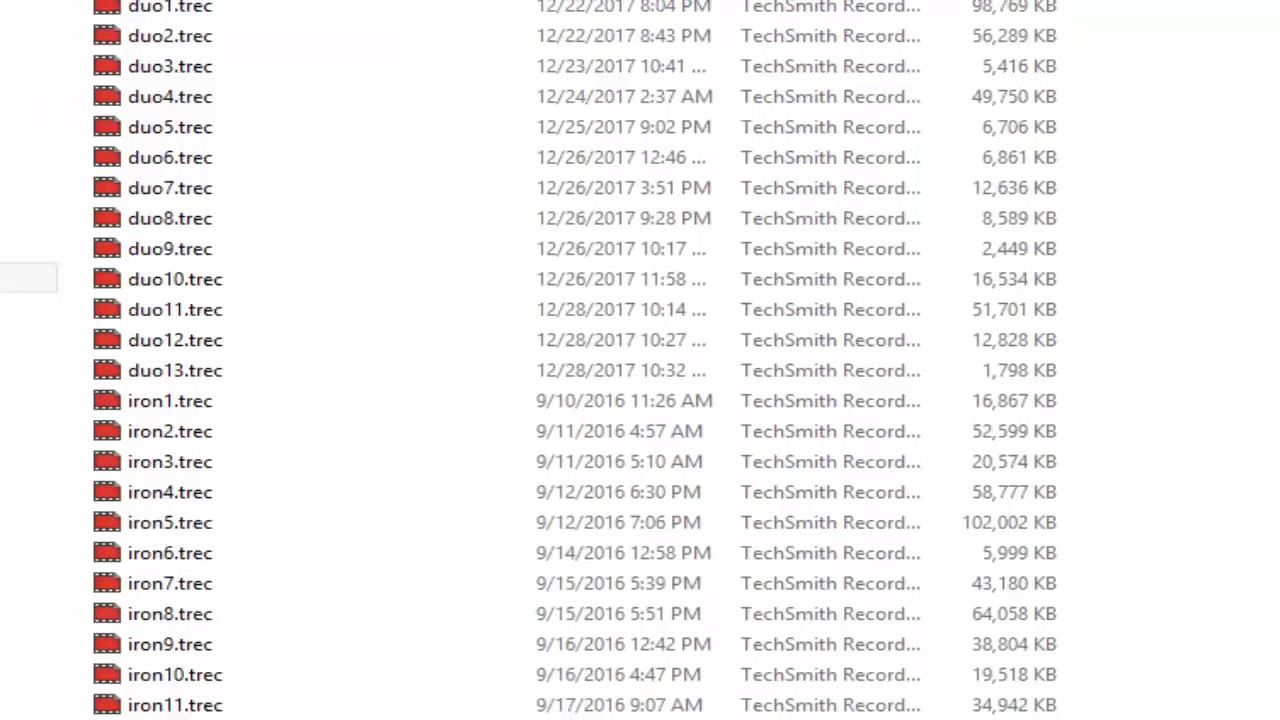 duo1.trec 12/22/2017 8:04 PM TechSmith Record... 98,769 KB
duo2.trec 12/22/2017 8:43 PM TechSmith Record... 56,289 KB
duo3.trec 12/23/2017 10:41 ... TechSmith Record... 5,416 KB
duo4.trec 12/24/2017 2:37 AM TechSmith Record... 49,750 KB
duo5.trec 12/25/2017 9:02 PM TechSmith Record... 6,706 KB
duo6.trec 12/26/2017 12:46 ... TechSmith Record... 6,861 KB
duo7.trec 12/26/2017 3:51 PM TechSmith Record... 12,636 KB
duo8.trec 12/26/2017 9:28 PM TechSmith Record... 8,589 KB
duo9.trec 12/26/2017 10:17 ... TechSmith Record... 2,449 KB
duo10.trec 12/26/2017 11:58 ... TechSmith Record... 16,534 KB
duo11.trec 12/28/2017 10:14 ... TechSmith Record... 51,701 KB
duo12.trec 12/28/2017 10:27 ... TechSmith Record... 12,828 KB
duo13.trec 12/28/2017 10:32 ... TechSmith Record... 1,798 KB
iron1.trec 9/10/2016 11:26 AM TechSmith Record... 16,867 KB
iron2.trec 9/11/2016 4:57 AM TechSmith Record... 52,599 KB
iron3.trec 9/11/2016 5:10 AM TechSmith Record... 20,574 KB
iron4.trec 9/12/2016 6:30 PM TechSmith Record... 58,777 KB
iron5.trec 9/12/2016 7:06 PM TechSmith Record... 102,002 KB
iron6.trec 9/14/2016 12:58 PM TechSmith Record... 5,999 KB
iron7.trec 9/15/2016 5:39 PM TechSmith Record... 43,180 KB
iron8.trec 9/15/2016 5:51 PM TechSmith Record... 64,058 KB
iron9.trec 9/16/2016 12:42 PM TechSmith Record... 38,804 KB
iron10.trec 9/16/2016 4:47 PM TechSmith Record... 19,518 KB
iron11.trec 9/17/2016 9:07 AM TechSmith Record... 34,942 KB